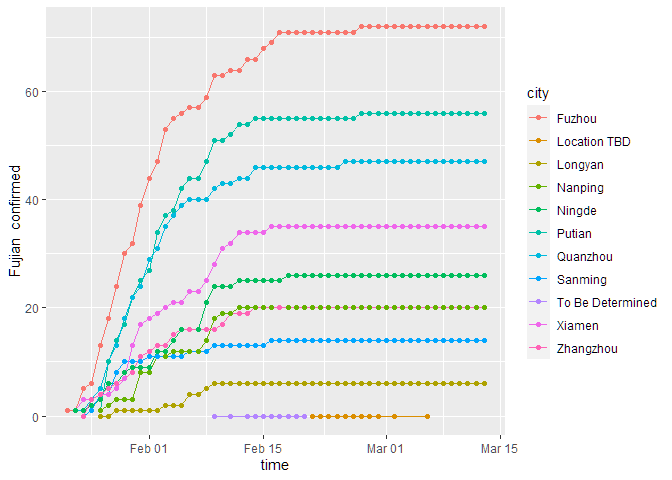 60
40
20
0
Fujian confirmed
Feb 01
Feb 15
Mar 01
Mar 15
time
city
Fuzhou
Location TBD
Longyan
Nanping
Ningde
Putian
Quanzhou
Sanming
To Be Determined
Xiamen
Zhangzhou